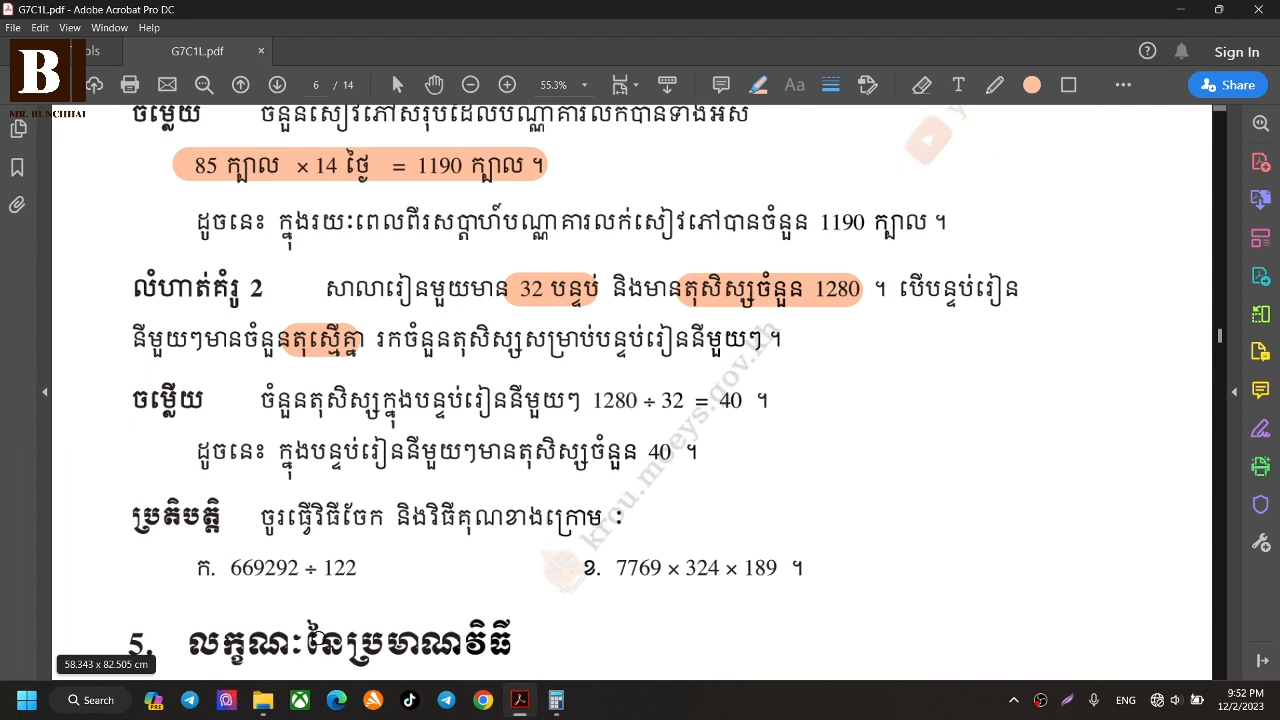 G7C1L.pdf - Adobe Acrobat Pro DC
File Edit View Window Help
ols G7C1L.pdf Sign In
B
MR. BUNCHHAI
6 / 14 55.3% Share
ចម្លើយ ចំនួនសៀវភៅសរុបដែលបណ្ណាគារលក់បានទាំងអស់
85 ក្បាល × 14 ថ្ងៃ = 1190 ក្បាល ។
ដូចនេះ ក្នុងរយៈពេលពីរសប្តាហ៍បណ្ណាគារលក់សៀវភៅបានចំនួន 1190 ក្បាល ។
លំហាត់គំរូ 2 សាលារៀនមួយមាន 32 បន្ទប់ និងមានតុសិស្សចំនួន 1280 ។ បើបន្ទប់រៀន
នីមួយៗមានចំនួនតុស្មើគ្នា រកចំនួនតុសិស្សសម្រាប់បន្ទប់រៀននីមួយៗ ។
ចម្លើយ ចំនួនតុសិស្សក្នុងបន្ទប់រៀននីមួយៗ 1280 ÷ 32 = 40 ។
ដូចនេះ ក្នុងបន្ទប់រៀននីមួយៗមានតុសិស្សចំនួន 40 ។
ប្រតិបត្តិ ចូរធ្វើវិធីចែក និងវិធីគុណខាងក្រោម ៖
ក. 669292 ÷ 122 ខ. 7769 × 324 × 189 ។
5. លក្ខណៈនៃប្រមាណវិធី
krou.moeys.gov.kh
58.343 x 82.505 cm
Search ENG 9:52 PM
12/2/2023